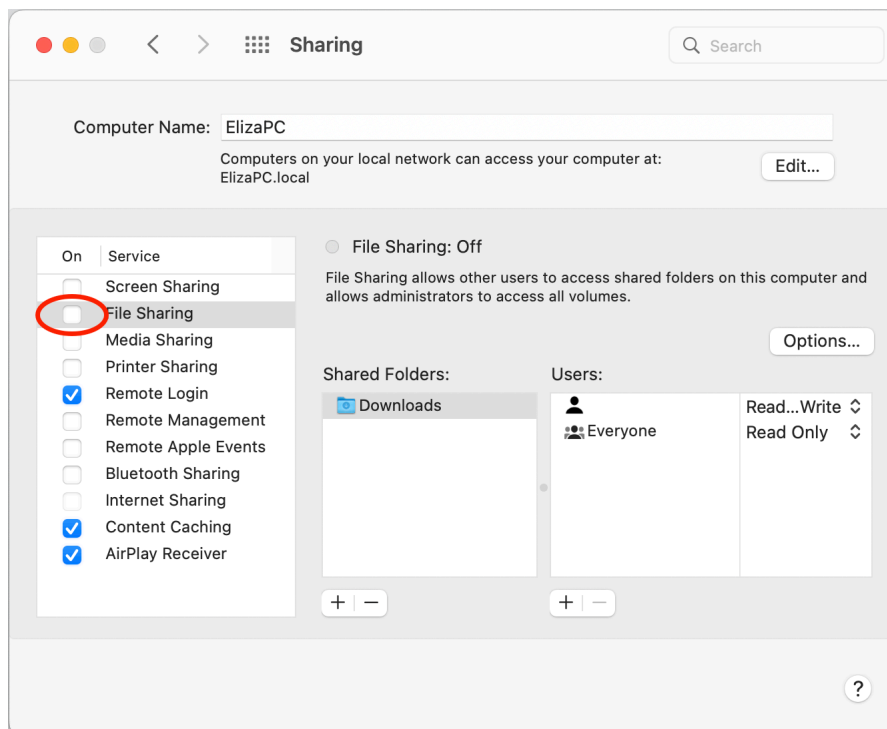 Sharing
Search
Computer Name:
ElizaPC
Computers on your local network can access your computer at:
ElizaPC.local
Edit...
On
Service
Screen Sharing
File Sharing
Media Sharing
Printer Sharing
Remote Login
Remote Management
Remote Apple Events
Bluetooth Sharing
Internet Sharing
Content Caching
AirPlay Receiver
File Sharing: Off
File Sharing allows other users to access shared folders on this computer and
allows administrators to access all volumes.
Options...
Shared Folders:
Downloads
Users:
Read...Write
Everyone
Read Only
+
−
+
−
?